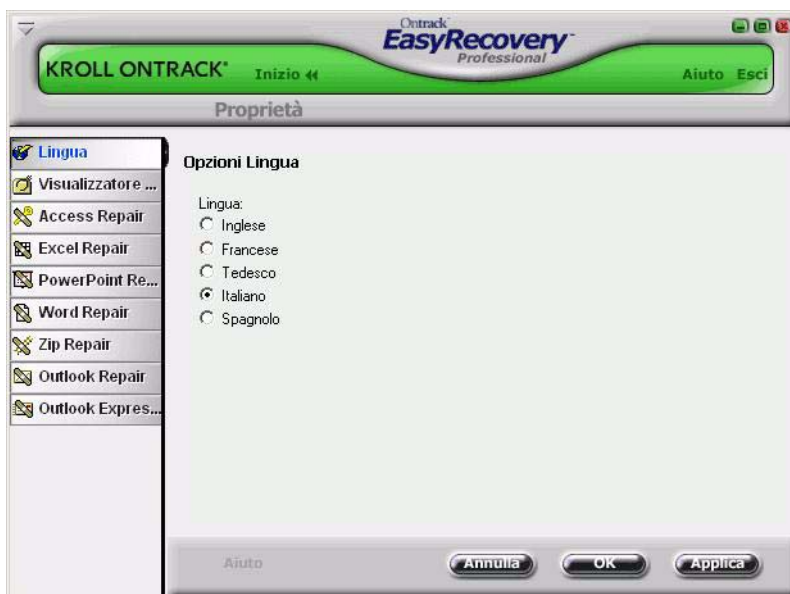 Ontrack
EasyRecovery
Professional
KROLL ONTRACK
Inizio
Aiuto Esci
Proprietà
Lingua
Visualizzatore ...
Access Repair
Excel Repair
PowerPoint Re...
Word Repair
Zip Repair
Outlook Repair
Outlook Expres...
Opzioni Lingua
Lingua:
Inglese
Francese
Tedesco
Italiano
Spagnolo
Aiuto
Annulla
OK
Applica